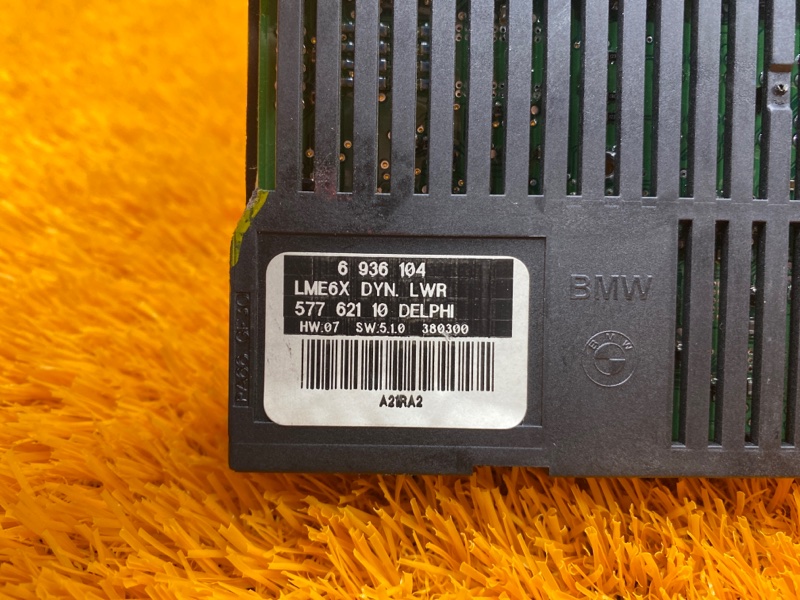 6 936 104
LME6X DYN. LWR
577 621 10 DELPHI
HW.07 SW.5.1.0 380300
A21RA2
BMW
BMW